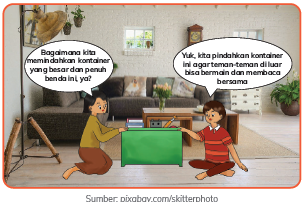 Bagaimana kita
memindahkan kontainer
yang besar dan penuh
benda ini, ya?
Yuk, kita pindahkan kontainer
ini agar teman-teman di luar
bisa bermain dan membaca
bersama
Sumber: pixabay.com/skitterphoto